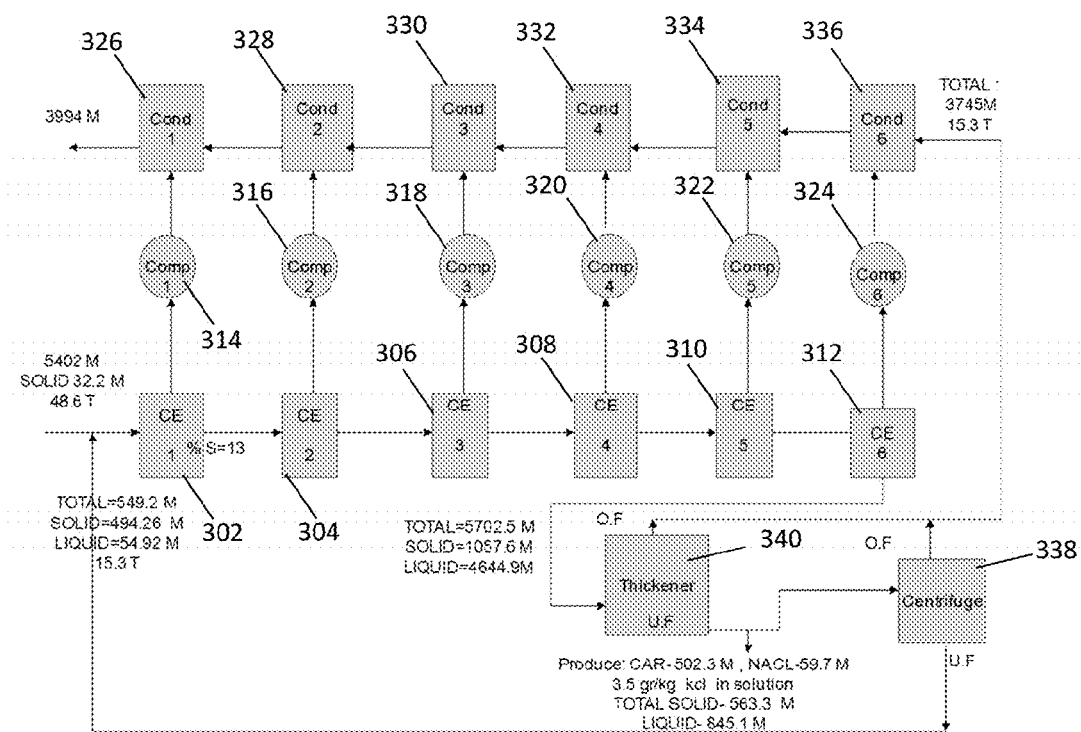 326
328
330
332
334
336
3994 M
Cond
1
Cond
2
Cond
3
Cond
4
Cond
5
Cond
6
TOTAL :
3745M
15.3 T
316
318
320
322
324
Comp
1
Comp
2
Comp
3
Comp
4
Comp
5
Comp
6
314
5402 M
SOLID 32.2 M
48.6 T
306
308
310
312
CE
1
% S=13
CE
2
CE
3
CE
4
CE
5
CE
6
TOTAL=549.2 M
SOLID=494.26 M
LIQUID=54.92 M
15.3 T
302
304
TOTAL=5702.5 M
SOLID=1057.6 M
LIQUID=4644.9M
O.F
340
O.F
338
Thickener
U.F
Centrifuge
U.F
Produce: CAR- 502.3 M , NACL-59.7 M
3.5 gr/kg kcl in solution
TOTAL SOLID- 563.3 M
LIQUID- 845.1 M